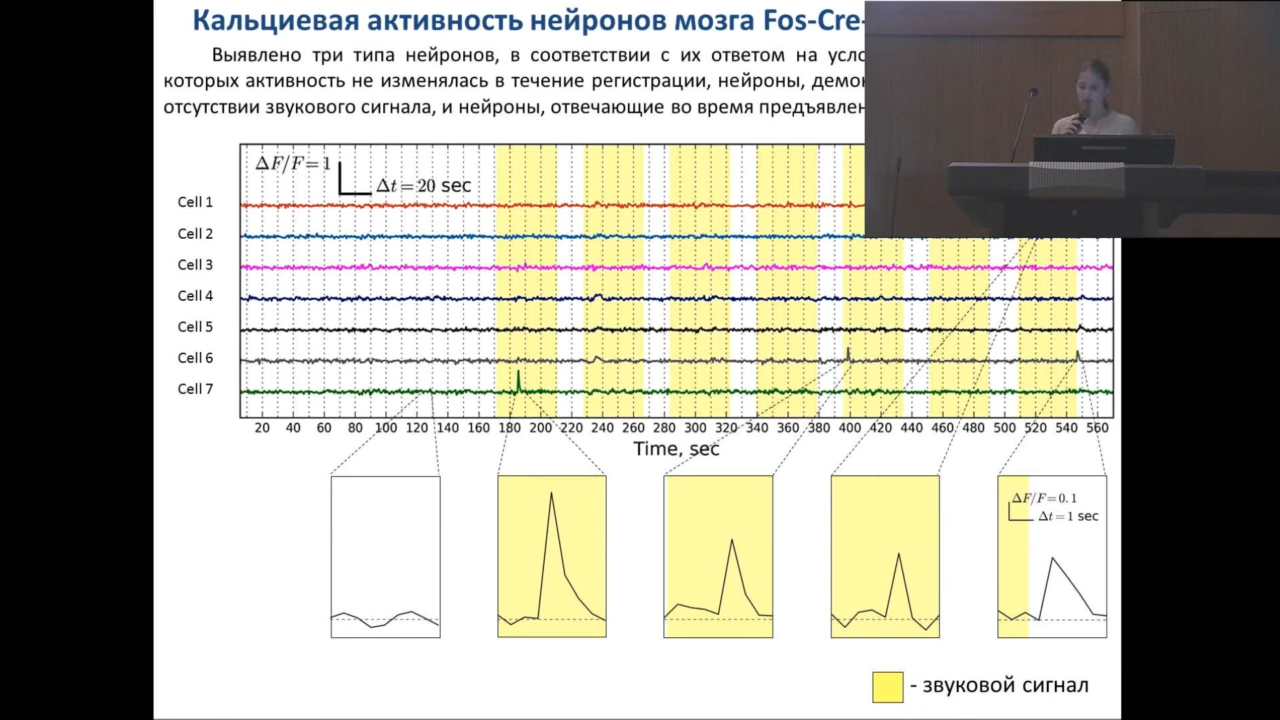 Кальциевая активность нейронов мозга Fos-Cre-
Выявлено три типа нейронов, в соответствии с их ответом на усло
которых активность не изменялась в течение регистрации, нейроны, демон
отсутствии звукового сигнала, и нейроны, отвечающие во время предъявлен
ΔF/F=1
Δt=20 sec
Cell 1
Cell 2
Cell 3
Cell 4
Cell 5
Cell 6
Cell 7
20 40 60 80 100 120 140 160 180 200 220 240 260 280 300 320 340 360 380 400 420 440 460 480 500 520 540 560
Time, sec
ΔF/F=0.1
Δt=1 sec
- звуковой сигнал